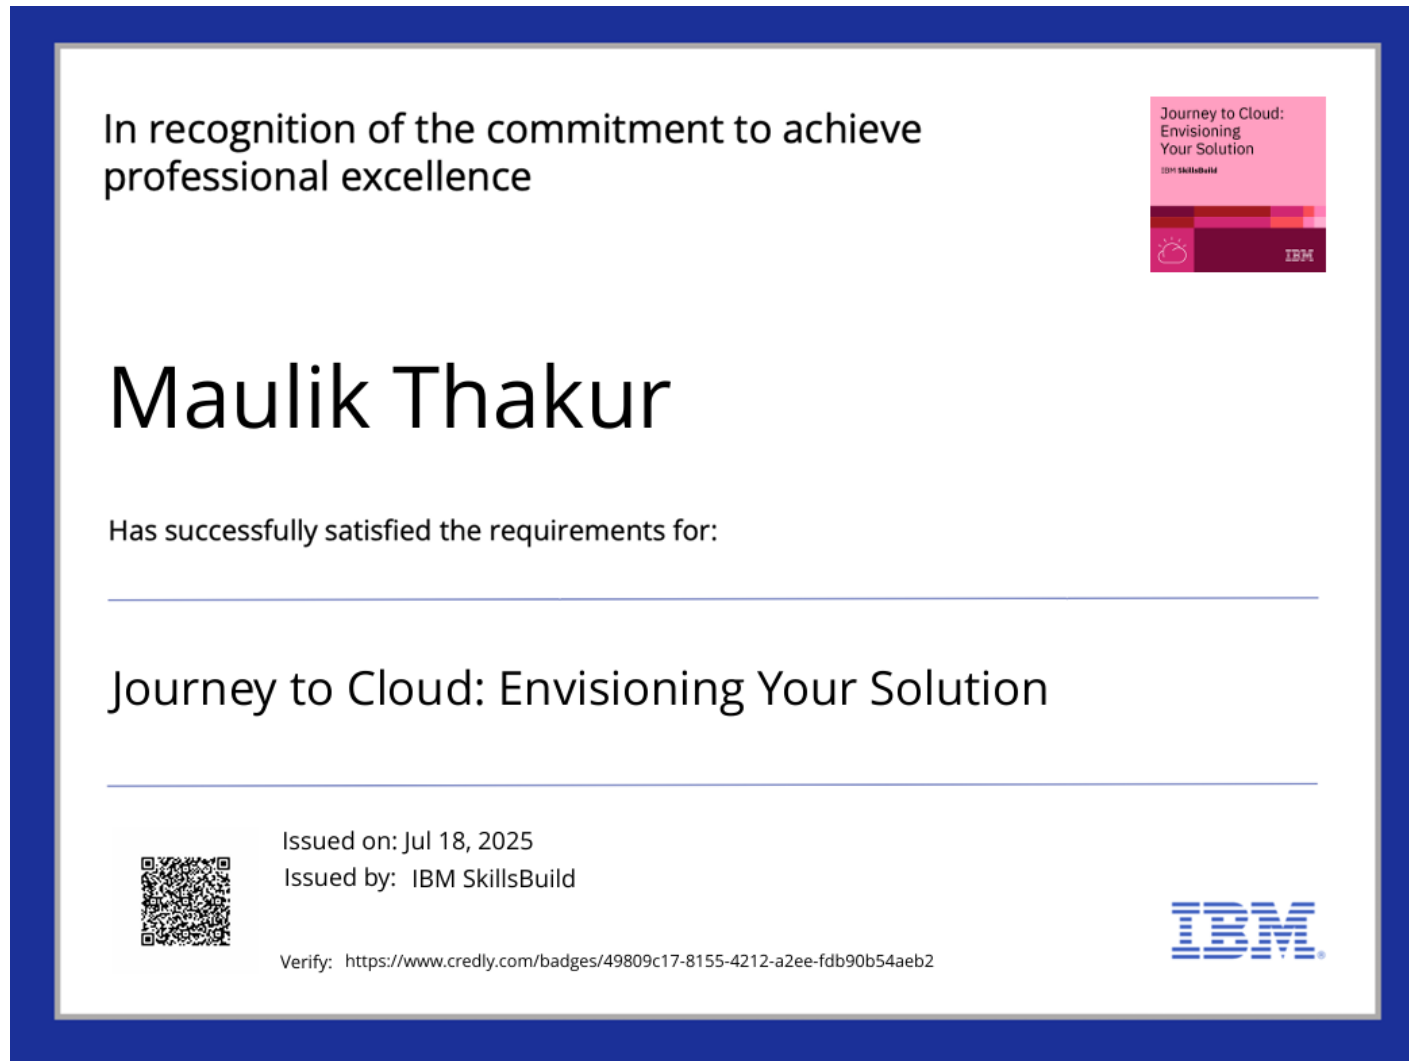 In recognition of the commitment to achieve
professional excellence
Journey to Cloud:
Envisioning
Your Solution
IBM SkillsBuild
IBM
Maulik Thakur
Has successfully satisfied the requirements for:
Journey to Cloud: Envisioning Your Solution
Issued on: Jul 18, 2025
Issued by: IBM SkillsBuild
Verify: https://www.credly.com/badges/49809c17-8155-4212-a2ee-fdb90b54aeb2
IBM®